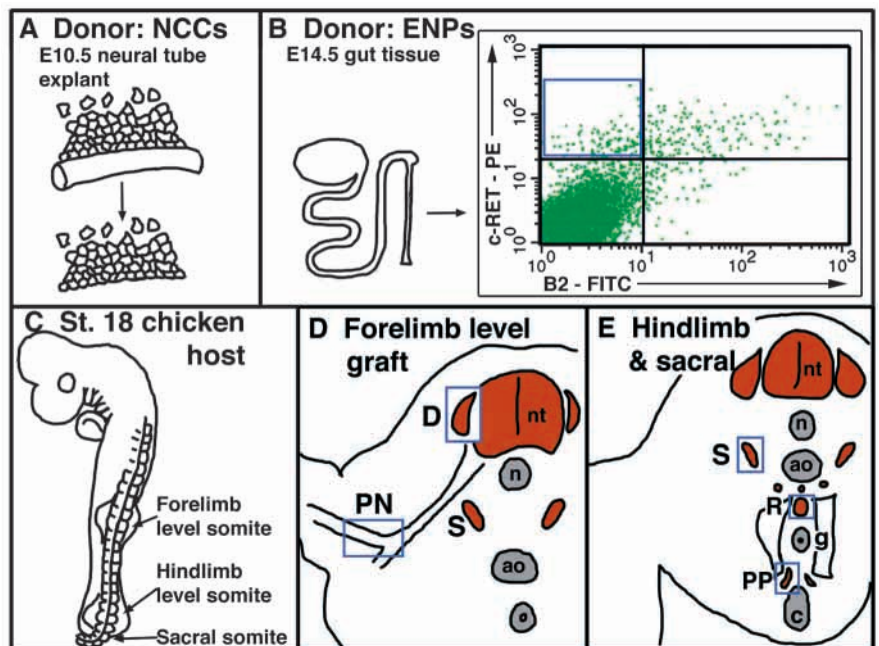 A Donor: NCCs
E10.5 neural tube
explant
B Donor: ENPs
E14.5 gut tissue
c-RET - PE
10³
10²
10¹
10⁰
10⁰ 10¹ 10² 10³
B2 - FITC
C St. 18 chicken
host
Forelimb
level somite
Hindlimb
level somite
Sacral somite
D Forelimb level
graft
D
nt
n
PN
S
ao
o
E Hindlimb
& sacral
nt
n
S
ao
R
g
PP
c